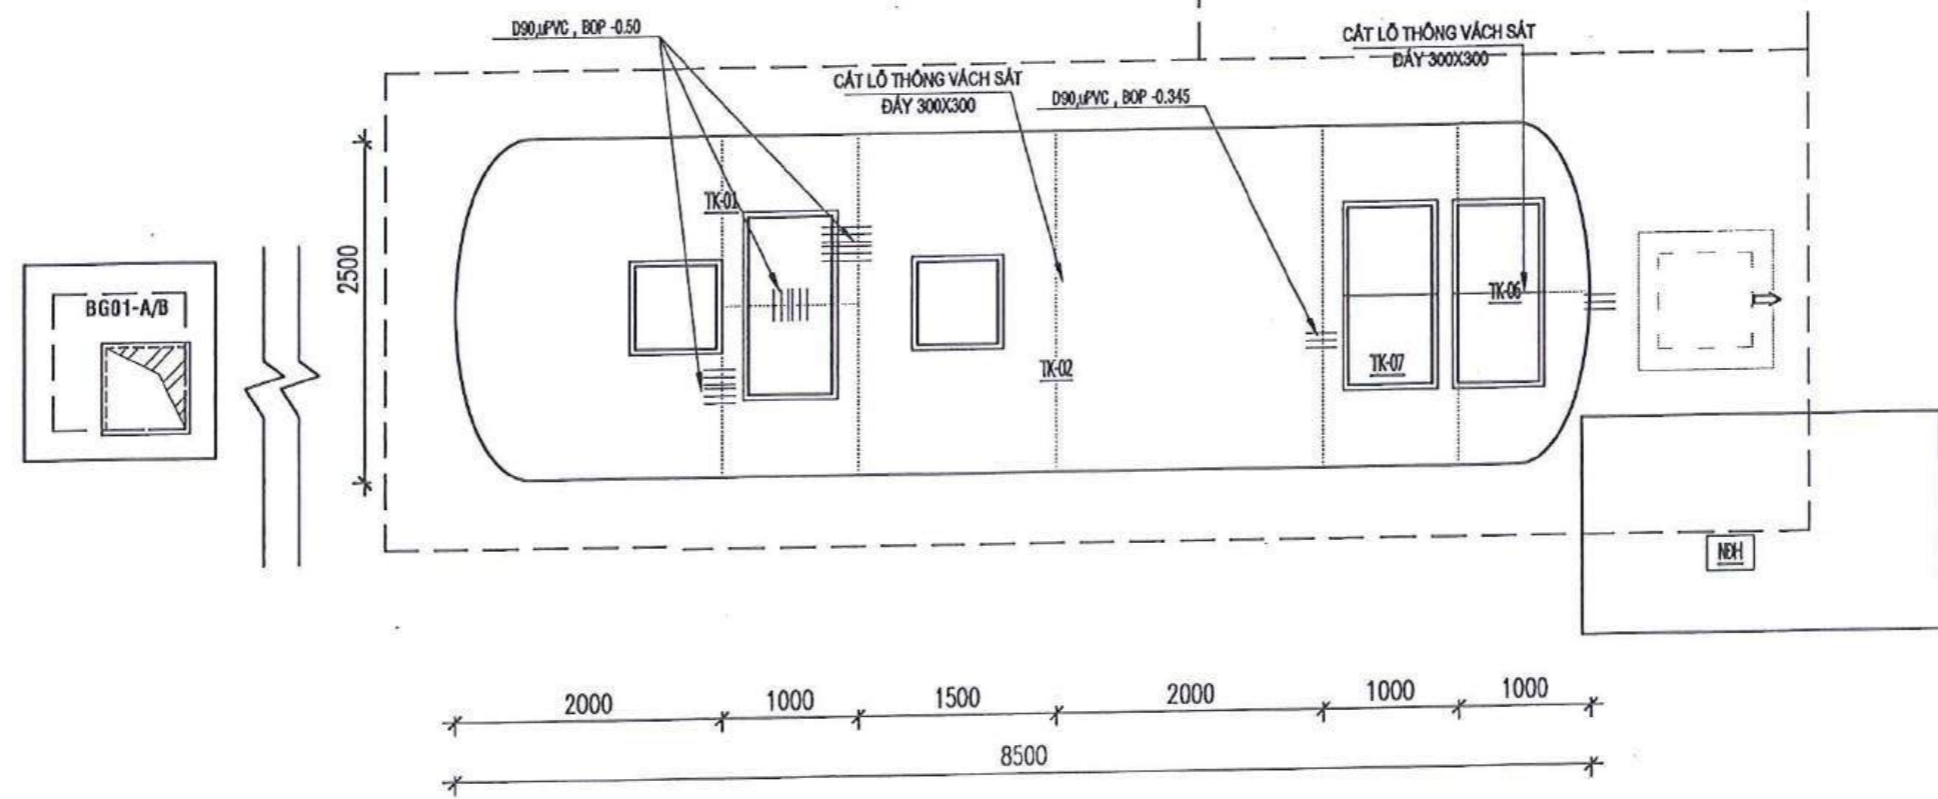 D90,uPVC , BOP -0.50
CẮT LỖ THÔNG VÁCH SÁT
ĐÁY 300X300
D90,uPVC , BOP -0.345
CẮT LỖ THÔNG VÁCH SÁT
ĐÁY 300X300
TK-01
2500
BG01-A/B
TK-06
TK-02
TK-07
NĐH
2000
1000
1500
2000
1000
1000
8500